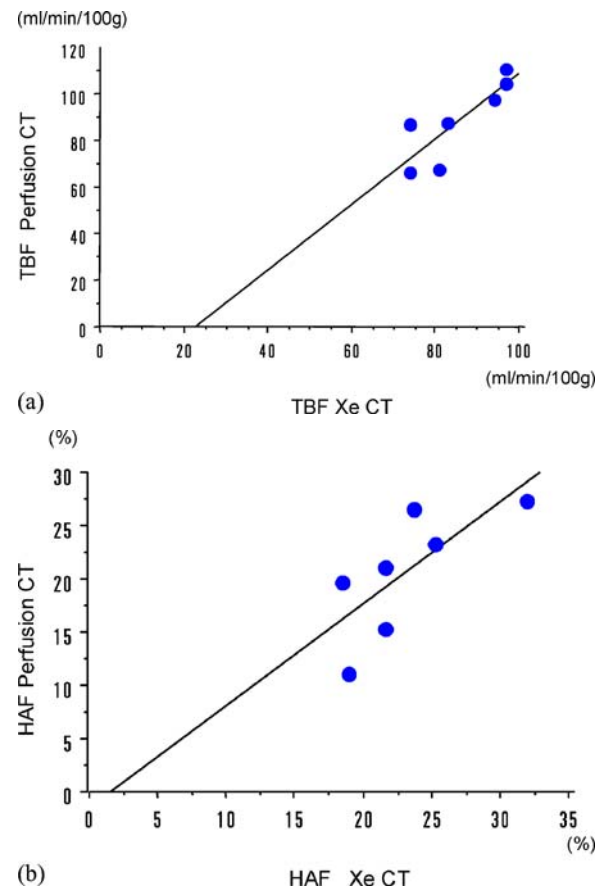 (ml/min/100g)
120
100
80
60
40
20
0
TBF Perfusion CT
0 20 40 60 80 100
(ml/min/100g)
(a)
TBF Xe CT
(%)
30
25
20
15
10
5
0
HAF Perfusion CT
0 5 10 15 20 25 30 35
(%)
(b)
HAF Xe CT